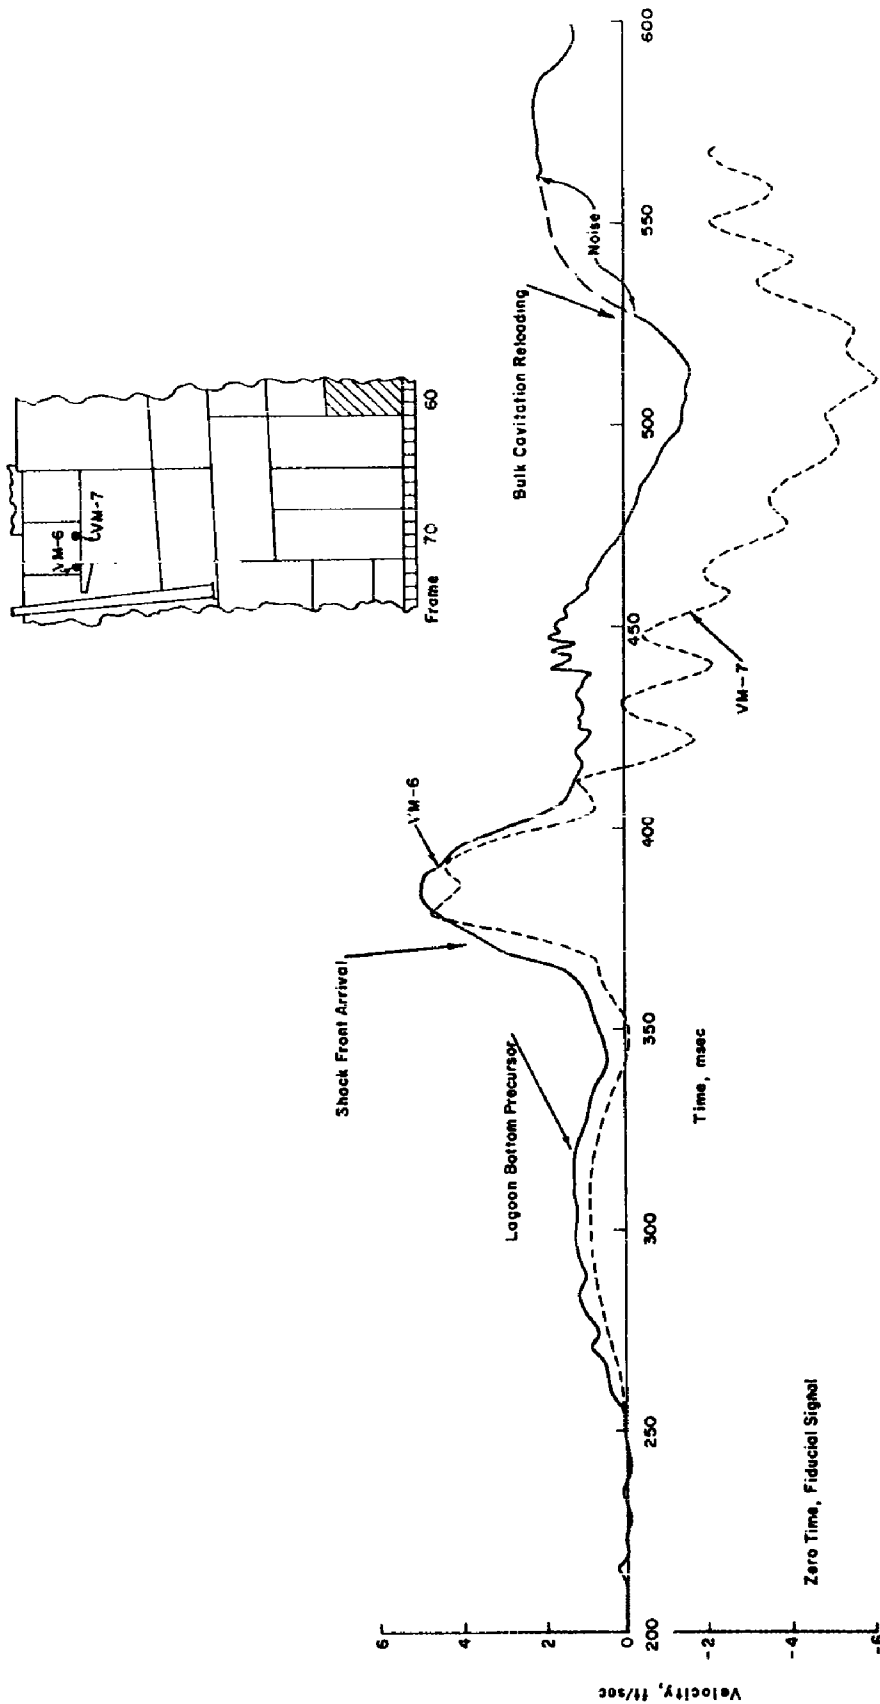 VM-6
VM-7
Frame
70
60
Shock Front Arrival
VM-6
Lagoon Bottom Precursor
Bulk Cavitation Reloading
Noise
VM-7
Velocity, ft/sec
6
4
2
0
-2
-4
-6
200
250
300
350
400
450
500
550
600
Time, msec
Zero Time, Fiducial Signal